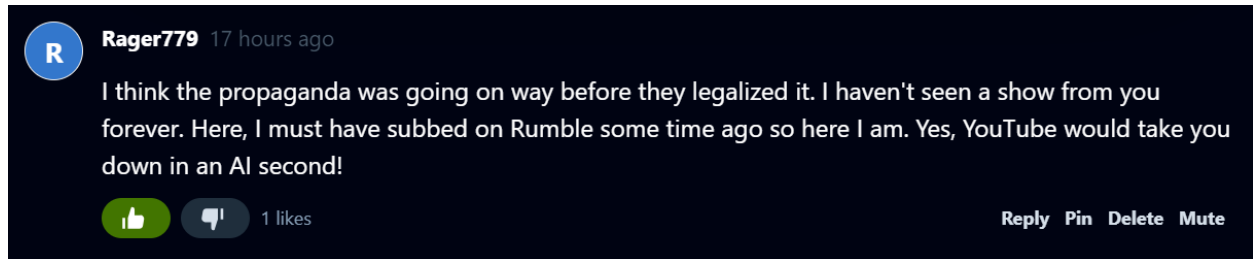 R
Rager779 17 hours ago
I think the propaganda was going on way before they legalized it. I haven't seen a show from you
forever. Here, I must have subbed on Rumble some time ago so here I am. Yes, YouTube would take you
down in an AI second!
1 likes Reply Pin Delete Mute